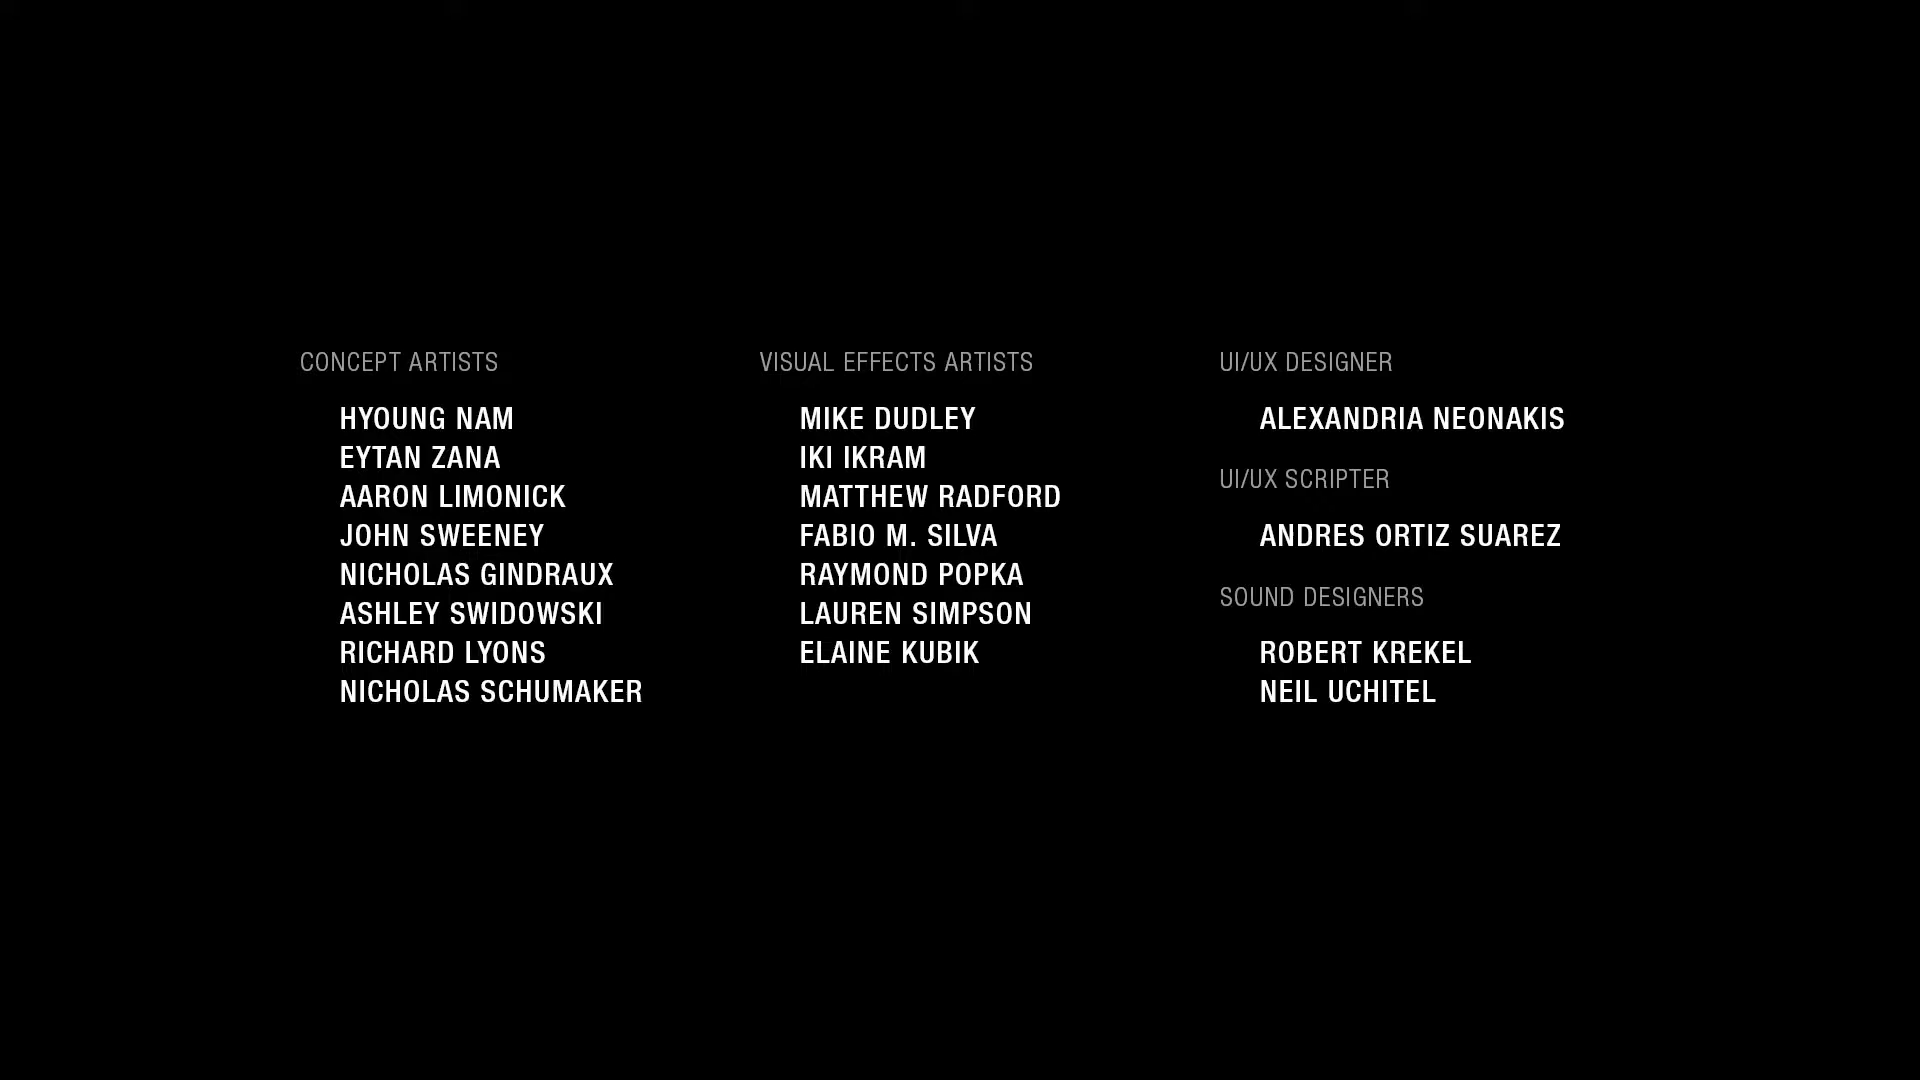 CONCEPT ARTISTS
HYOUNG NAM
EYTAN ZANA
AARON LIMONICK
JOHN SWEENEY
NICHOLAS GINDRAUX
ASHLEY SWIDOWSKI
RICHARD LYONS
NICHOLAS SCHUMAKER
VISUAL EFFECTS ARTISTS
MIKE DUDLEY
IKI IKRAM
MATTHEW RADFORD
FABIO M. SILVA
RAYMOND POPKA
LAUREN SIMPSON
ELAINE KUBIK
UI/UX DESIGNER
ALEXANDRIA NEONAKIS
UI/UX SCRIPTER
ANDRES ORTIZ SUAREZ
SOUND DESIGNERS
ROBERT KREKEL
NEIL UCHITEL